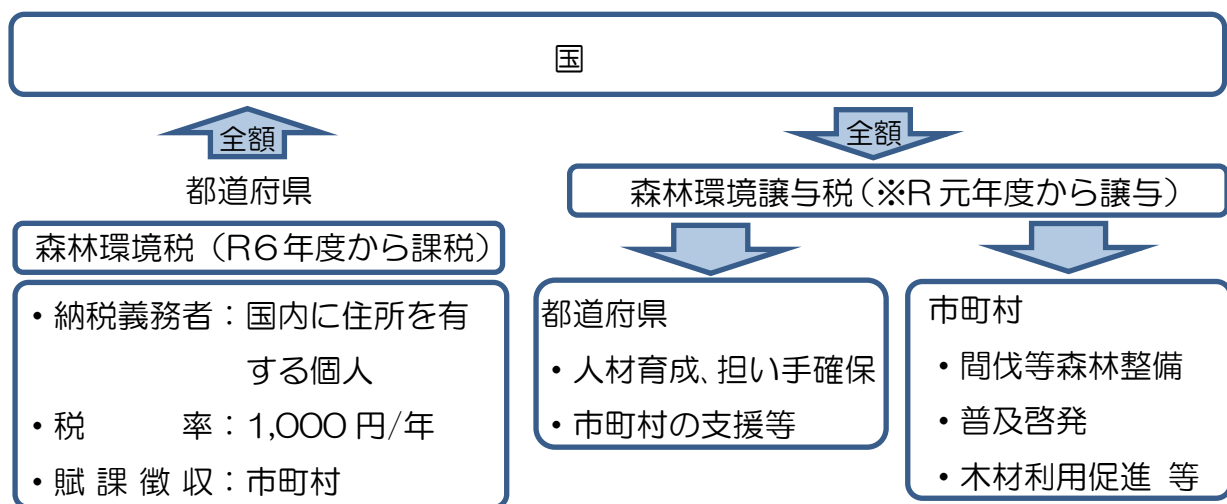 国
全額
都道府県
森林環境税（R6年度から課税）
・納税義務者：国内に住所を有
する個人
・税　　率：1,000円/年
・賦課徴収：市町村
全額
森林環境譲与税（※R元年度から譲与）
都道府県
・人材育成、担い手確保
・市町村の支援等
市町村
・間伐等森林整備
・普及啓発
・木材利用促進 等